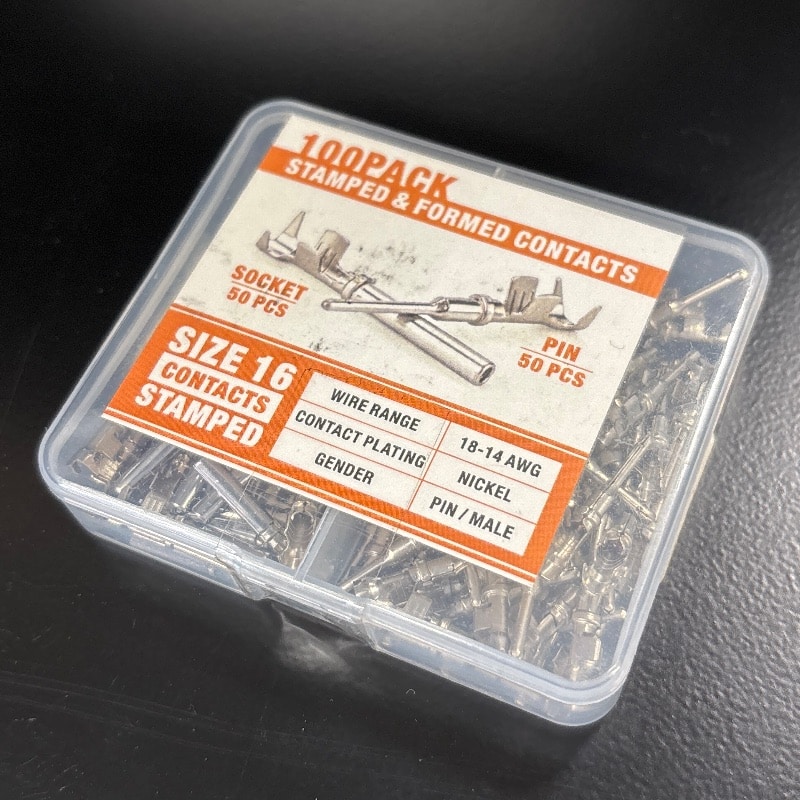 100PACK
STAMPED & FORMED CONTACTS
SOCKET
50 PCS
PIN
50 PCS
SIZE 16
CONTACTS
STAMPED
WIRE RANGE 18-14 AWG
CONTACT PLATING NICKEL
GENDER PIN / MALE